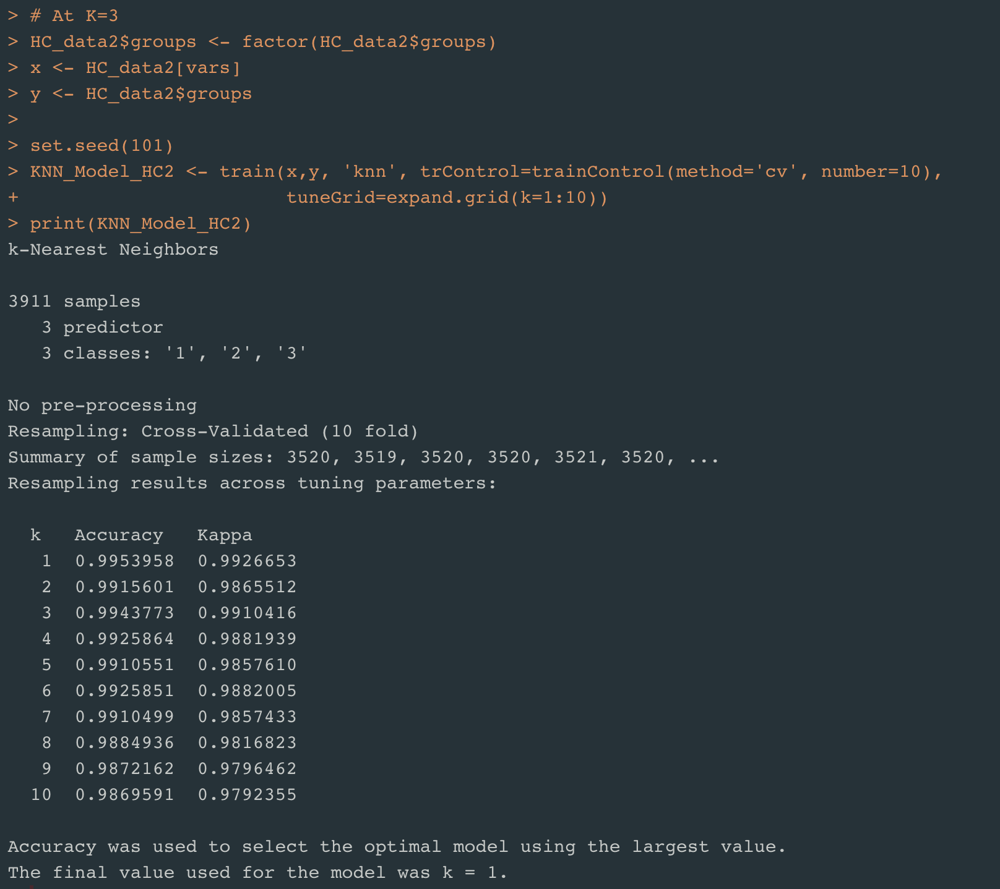 > # At K=3
> HC_data2$groups <- factor(HC_data2$groups)
> x <- HC_data2[vars]
> y <- HC_data2$groups
>
> set.seed(101)
> KNN_Model_HC2 <- train(x,y, 'knn', trControl=trainControl(method='cv', number=10),
+                         tuneGrid=expand.grid(k=1:10))
> print(KNN_Model_HC2)
k-Nearest Neighbors

3911 samples
   3 predictor
   3 classes: '1', '2', '3'

No pre-processing
Resampling: Cross-Validated (10 fold)
Summary of sample sizes: 3520, 3519, 3520, 3520, 3521, 3520, ...
Resampling results across tuning parameters:

  k   Accuracy   Kappa
   1  0.9953958  0.9926653
   2  0.9915601  0.9865512
   3  0.9943773  0.9910416
   4  0.9925864  0.9881939
   5  0.9910551  0.9857610
   6  0.9925851  0.9882005
   7  0.9910499  0.9857433
   8  0.9884936  0.9816823
   9  0.9872162  0.9796462
  10  0.9869591  0.9792355

Accuracy was used to select the optimal model using the largest value.
The final value used for the model was k = 1.